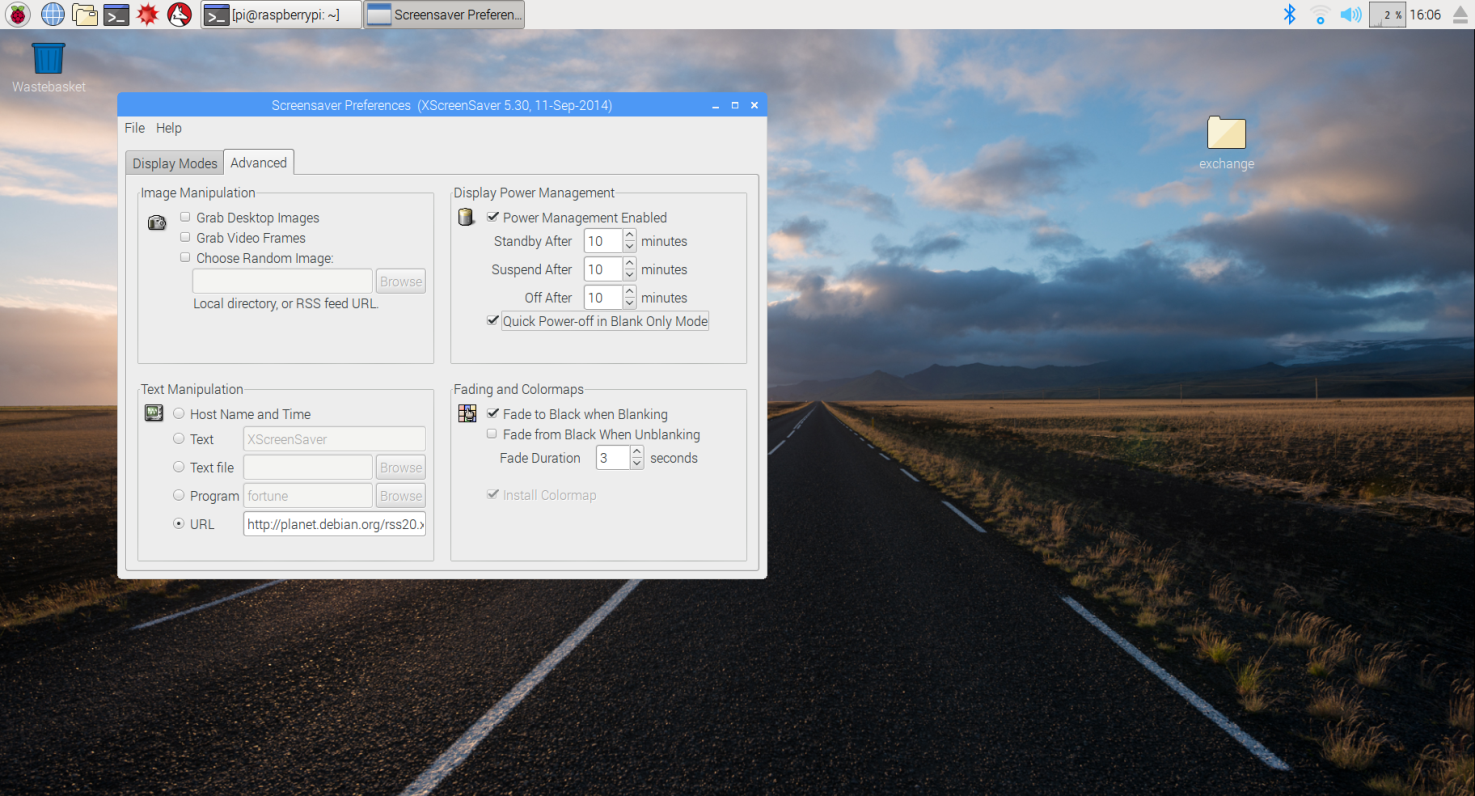 [pi@raspberrypi: ~]
Screensaver Preferen...
2 %
16:06
Wastebasket
exchange
Screensaver Preferences (XScreenSaver 5.30, 11-Sep-2014)
File Help
Display Modes
Advanced
Image Manipulation
Grab Desktop Images
Grab Video Frames
Choose Random Image:
Browse
Local directory, or RSS feed URL.
Display Power Management
Power Management Enabled
Standby After 10 minutes
Suspend After 10 minutes
Off After 10 minutes
Quick Power-off in Blank Only Mode
Text Manipulation
Host Name and Time
Text XScreenSaver
Text file Browse
Program fortune Browse
URL http://planet.debian.org/rss20.x
Fading and Colormaps
Fade to Black when Blanking
Fade from Black When Unblanking
Fade Duration 3 seconds
Install Colormap